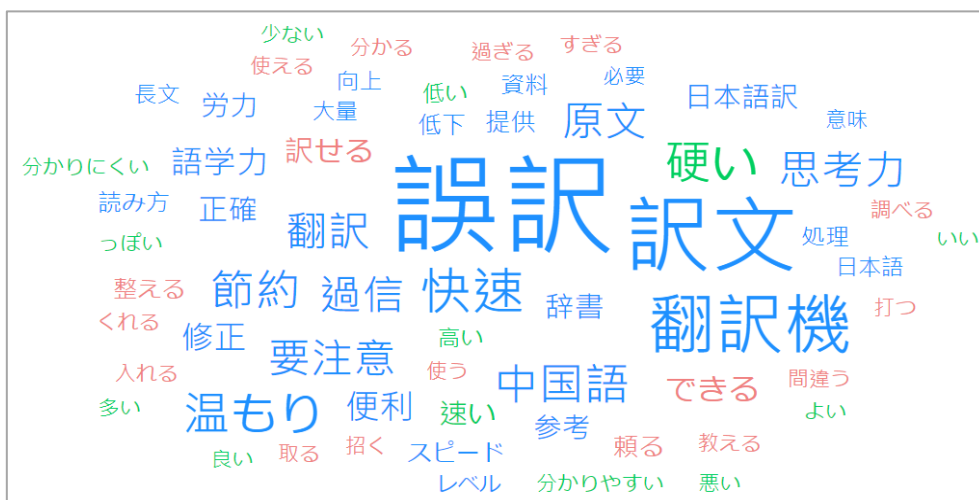 少ない
分かる
過ぎる
すぎる
使える
向上
資料
必要
長文
労力
大量
低い
低下
提供
原文
日本語訳
意味
分かりにくい
語学力
訳せる
誤訳
硬い
思考力
読み方
正確
翻訳
訳文
調べる
っぽい
処理
いい
日本語
整える
節約
過信
快速
辞書
翻訳機
打つ
くれる
修正
要注意
高い
入れる
使う
中国語
できる
間違う
多い
温もり
便利
速い
参考
よい
良い
取る
招く
スピード
頼る
教える
レベル
分かりやすい
悪い